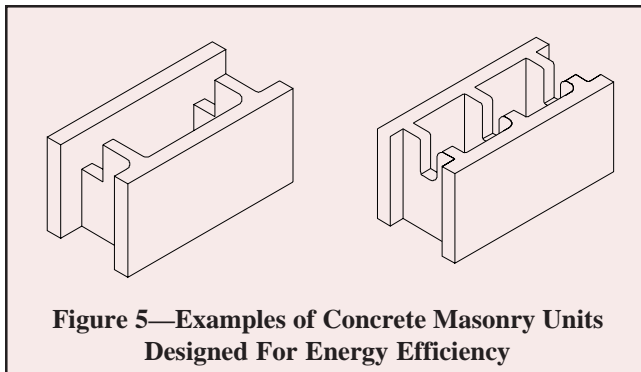 Figure 5—Examples of Concrete Masonry Units
Designed For Energy Efficiency